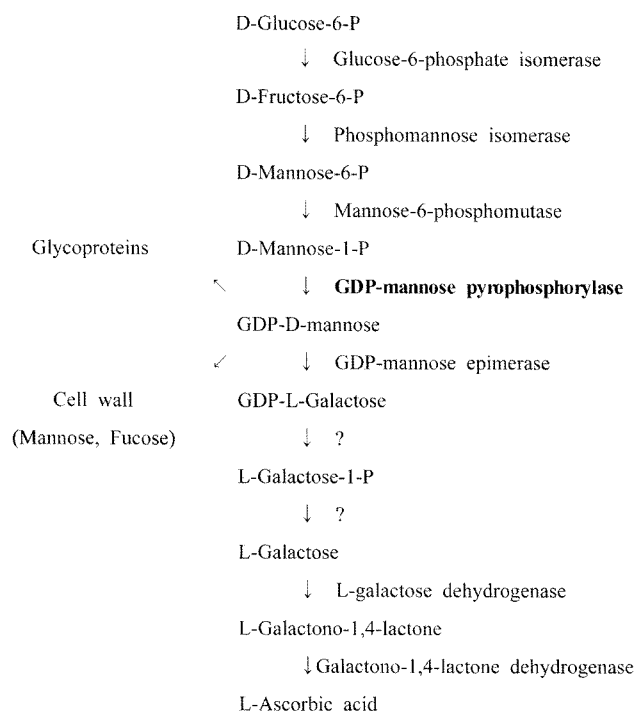 D-Glucose-6-P
↓ Glucose-6-phosphate isomerase
D-Fructose-6-P
↓ Phosphomannose isomerase
D-Mannose-6-P
↓ Mannose-6-phosphomutase
Glycoproteins D-Mannose-1-P
↖ ↓ GDP-mannose pyrophosphorylase
GDP-D-mannose
↙ ↓ GDP-mannose epimerase
Cell wall GDP-L-Galactose
(Mannose, Fucose) ↓ ?
L-Galactose-1-P
↓ ?
L-Galactose
↓ L-galactose dehydrogenase
L-Galactono-1,4-lactone
↓Galactono-1,4-lactone dehydrogenase
L-Ascorbic acid